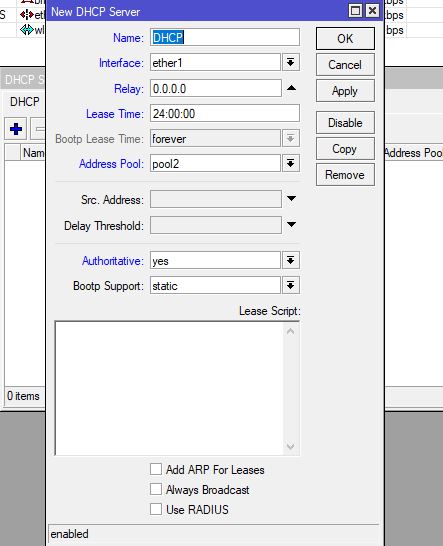 New DHCP Server
bps
S
wl
bps
Name: DHCP
OK
Interface: ether1
Cancel
Relay: 0.0.0.0
Apply
DHCP S
Lease Time: 24:00:00
DHCP
Disable
Bootp Lease Time: forever
Copy
Address Pool: pool2
Nam
Address Poo
Remove
Src. Address:
Delay Threshold:
Authoritative: yes
Bootp Support: static
Lease Script:
0 items
Add ARP For Leases
Always Broadcast
Use RADIUS
enabled